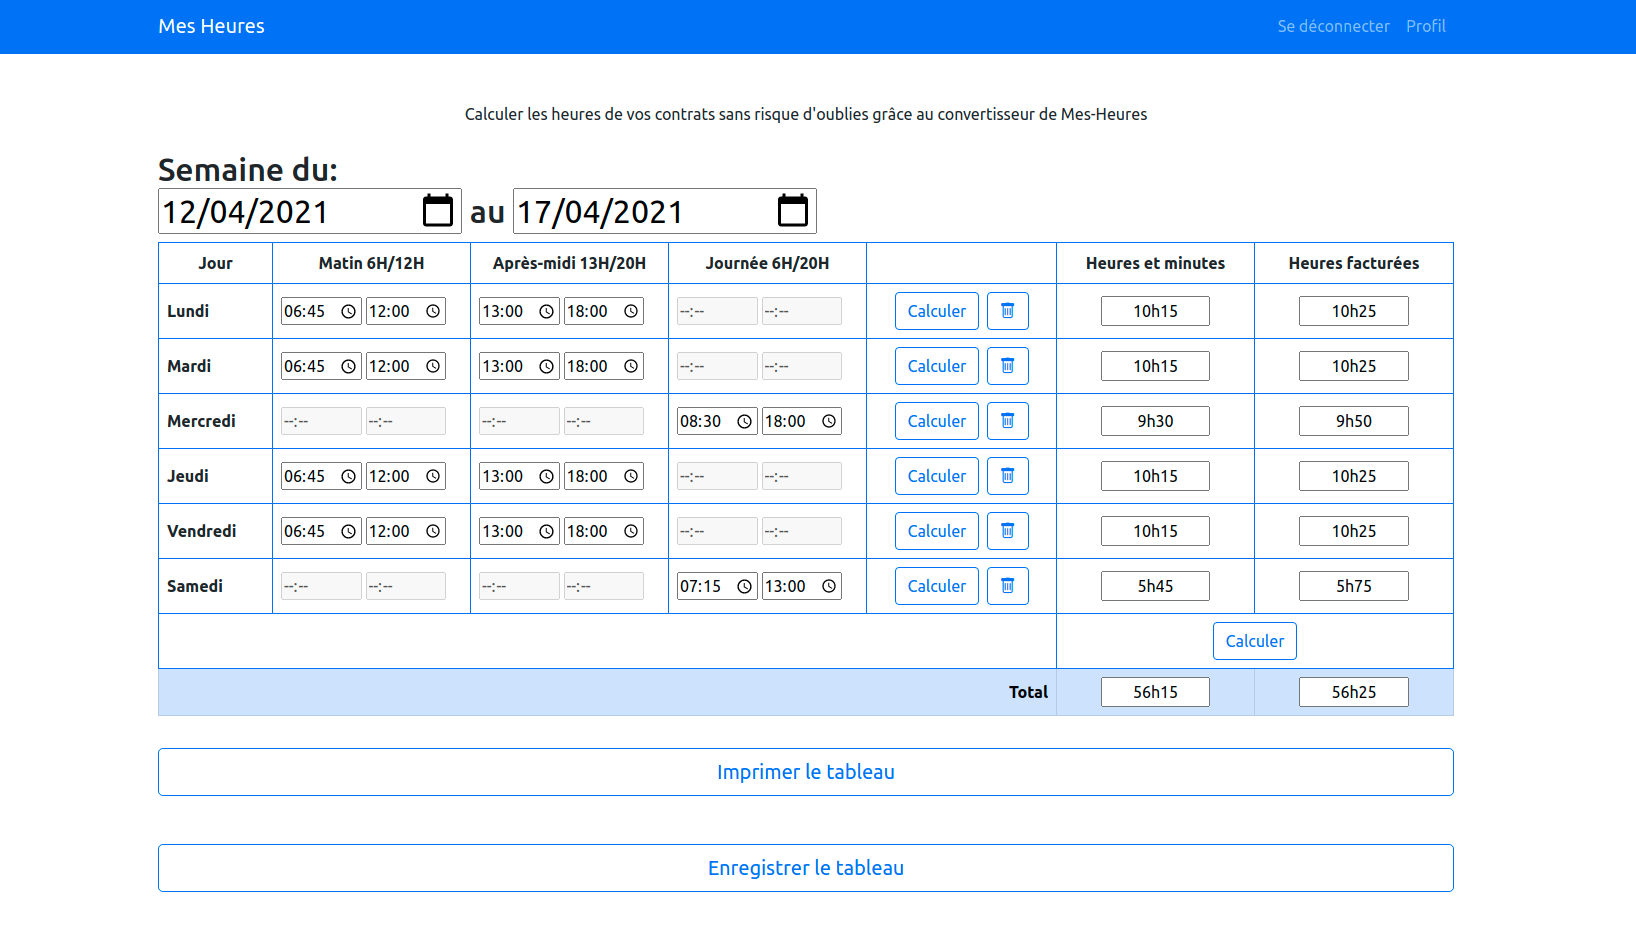 Mes Heures Se déconnecter Profil
Calculer les heures de vos contrats sans risque d'oublies grâce au convertisseur de Mes-Heures
Semaine du:
12/04/2021 au 17/04/2021
Jour Matin 6H/12H Après-midi 13H/20H Journée 6H/20H Heures et minutes Heures facturées
Lundi 06:45 12:00 13:00 18:00 --:-- --:-- Calculer 10h15 10h25
Mardi 06:45 12:00 13:00 18:00 --:-- --:-- Calculer 10h15 10h25
Mercredi --:-- --:-- --:-- --:-- 08:30 18:00 Calculer 9h30 9h50
Jeudi 06:45 12:00 13:00 18:00 --:-- --:-- Calculer 10h15 10h25
Vendredi 06:45 12:00 13:00 18:00 --:-- --:-- Calculer 10h15 10h25
Samedi --:-- --:-- --:-- --:-- 07:15 13:00 Calculer 5h45 5h75
Calculer
Total 56h15 56h25
Imprimer le tableau
Enregistrer le tableau